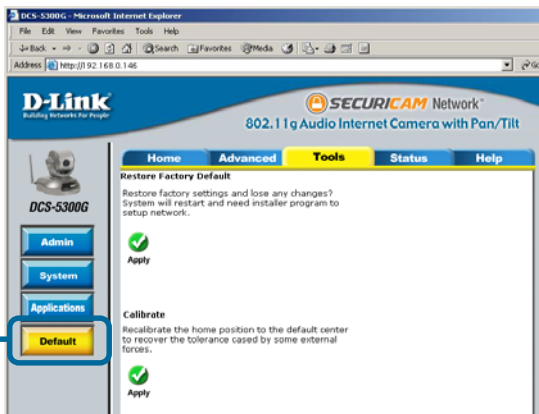 DCS-5300G - Microsoft Internet Explorer
File Edit View Favorites Tools Help
Back Search Favorites Media
Address http://192.168.0.146 Go
D-Link
Building Networks for People
SECURICAM Network™
802.11g Audio Internet Camera with Pan/Tilt
Home Advanced Tools Status Help
DCS-5300G
Admin
System
Applications
Default
Restore Factory Default
Restore factory settings and lose any changes?
System will restart and need installer program to
setup network.
Apply
Calibrate
Recalibrate the home position to the default center
to recover the tolerance cased by some external
forces.
Apply